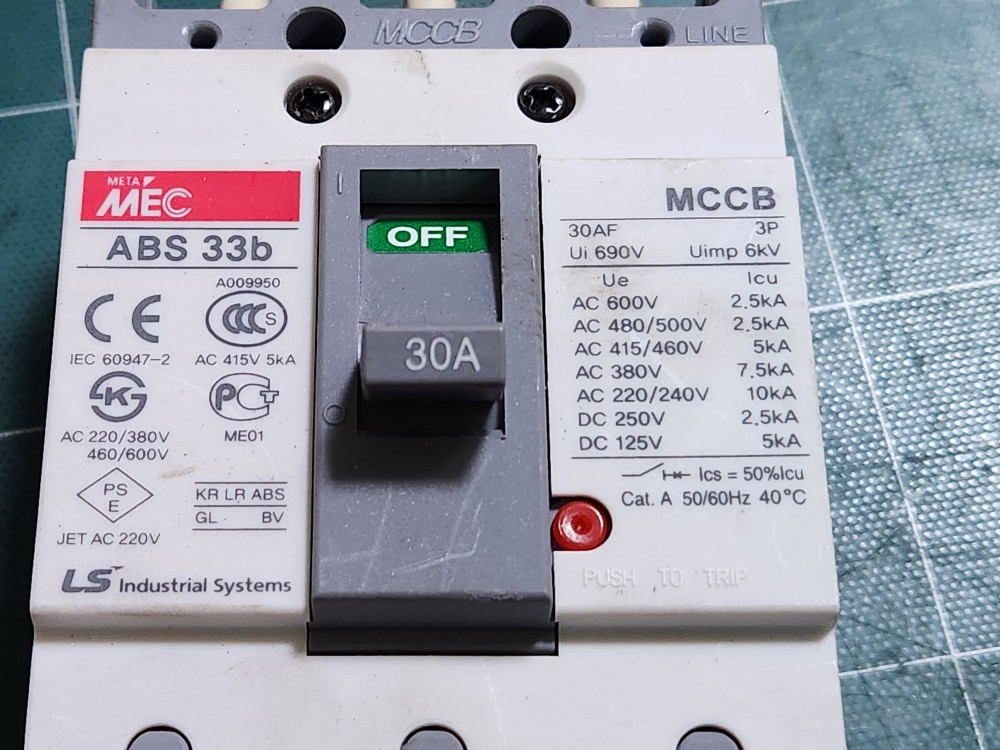 MCCB
LINE
META
MEC
ABS 33b
A009950
CE
CCC S
IEC 60947-2
AC 415V 5kA
K
PCT
AC 220/380V
460/600V
ME01
PS
E
KR LR ABS
GL · BV
JET AC 220V
LS Industrial Systems
I
OFF
30A
O
MCCB
30AF 3P
Ui 690V Uimp 6kV
Ue Icu
AC 600V 2.5kA
AC 480/500V 2.5kA
AC 415/460V 5kA
AC 380V 7.5kA
AC 220/240V 10kA
DC 250V 2.5kA
DC 125V 5kA
Ics = 50%Icu
Cat. A 50/60Hz 40°C
PUSH TO TRIP